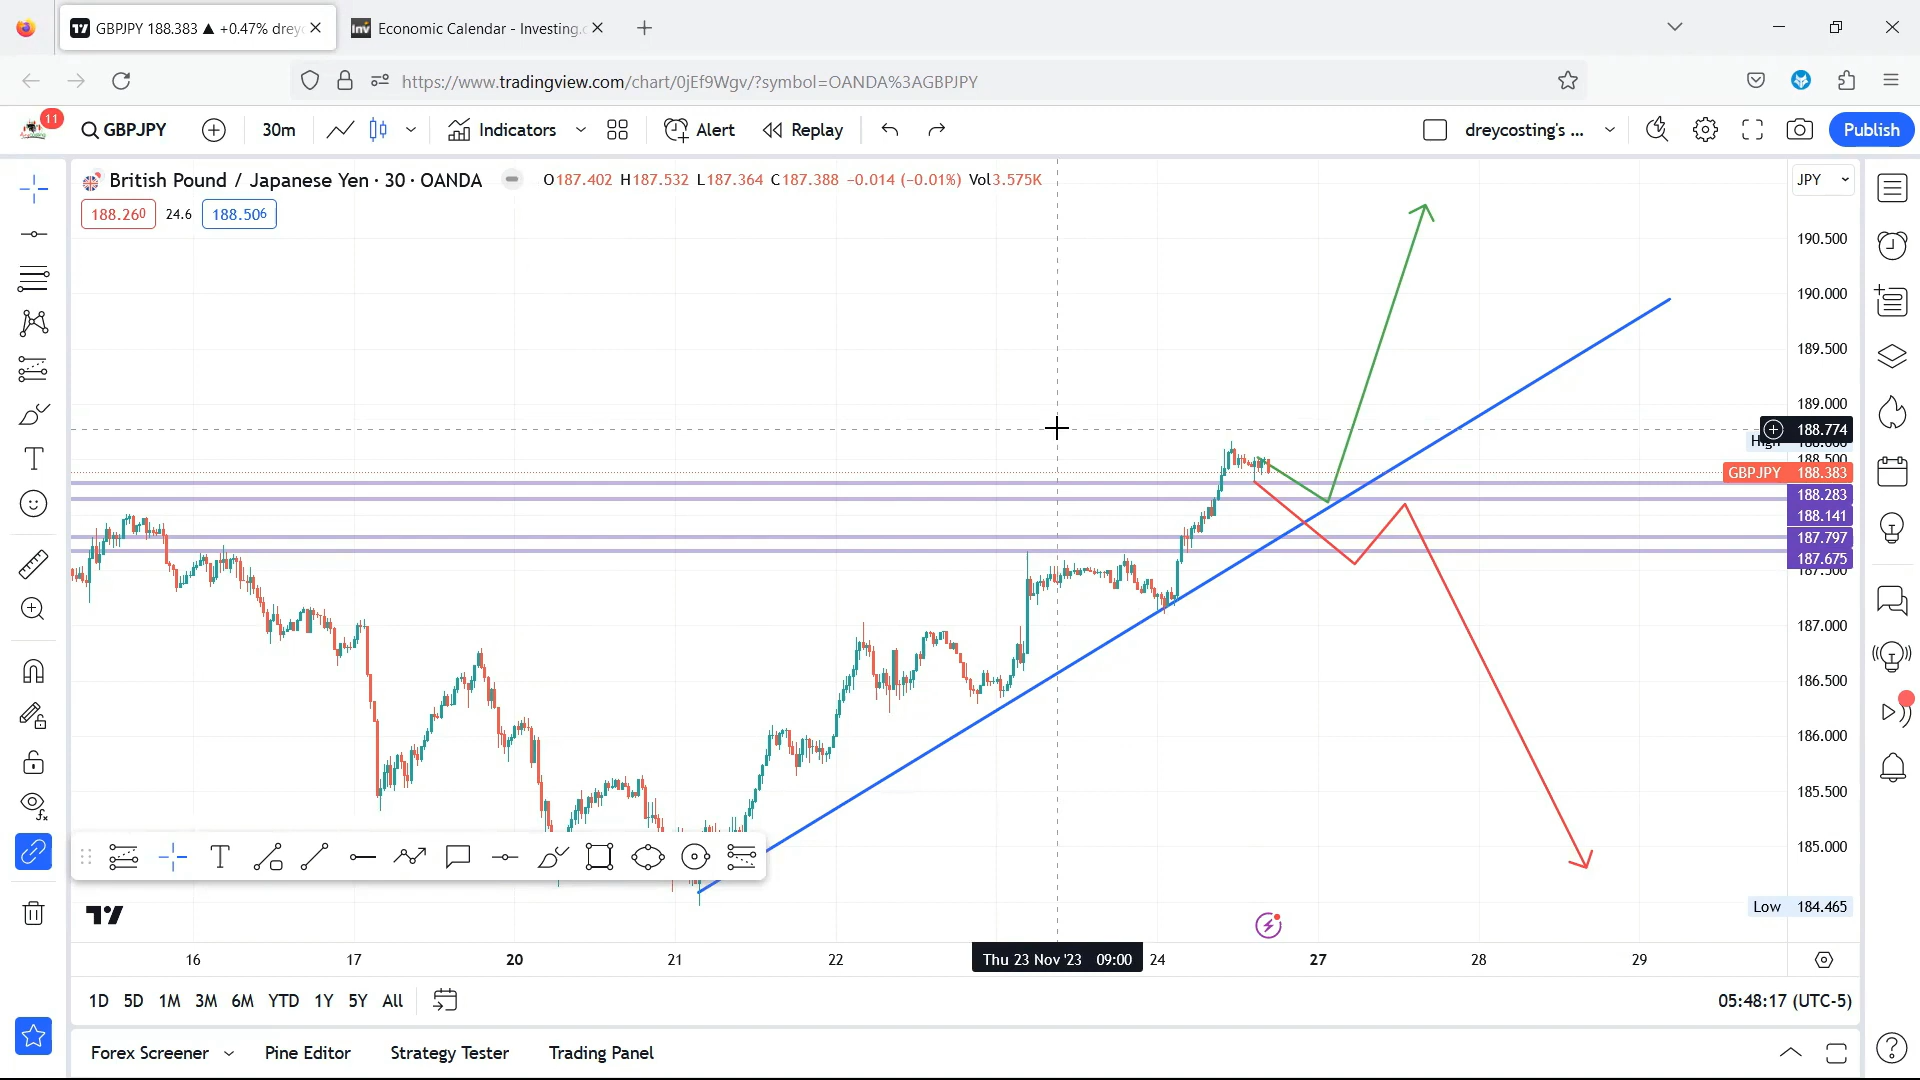 GBPJPY 188.383 ▲ +0.47% dreyc
Economic Calendar - Investing.c
https://www.tradingview.com/chart/0jEf9Wgv/?symbol=OANDA%3AGBPJPY
11
GBPJPY
30m
Indicators
Alert
Replay
dreycosting's ...
Publish
British Pound / Japanese Yen · 30 · OANDA
O187.402 H187.532 L187.364 C187.388 −0.014 (−0.01%) Vol3.575K
JPY
188.260
24.6
188.506
190.500
190.000
189.500
189.000
188.774
High
188.500
GBPJPY 188.383
188.283
188.141
187.797
187.675
187.500
187.000
186.500
186.000
185.500
185.000
Low 184.465
16 17 20 21 22 Thu 23 Nov '23 09:00 24 27 28 29
1D 5D 1M 3M 6M YTD 1Y 5Y All
05:48:17 (UTC-5)
Forex Screener
Pine Editor
Strategy Tester
Trading Panel